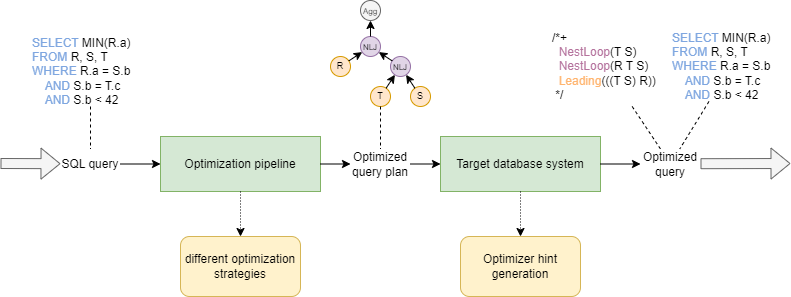 SELECT MIN(R.a)
FROM R, S, T
WHERE R.a = S.b
AND S.b = T.c
AND S.b < 42
Agg
NLJ
R
NLJ
T
S
/*+
NestLoop(T S)
NestLoop(R T S)
Leading(((T S) R))
*/
SELECT MIN(R.a)
FROM R, S, T
WHERE R.a = S.b
AND S.b = T.c
AND S.b < 42
SQL query
Optimization pipeline
Optimized
query plan
Target database system
Optimized
query
different optimization
strategies
Optimizer hint
generation